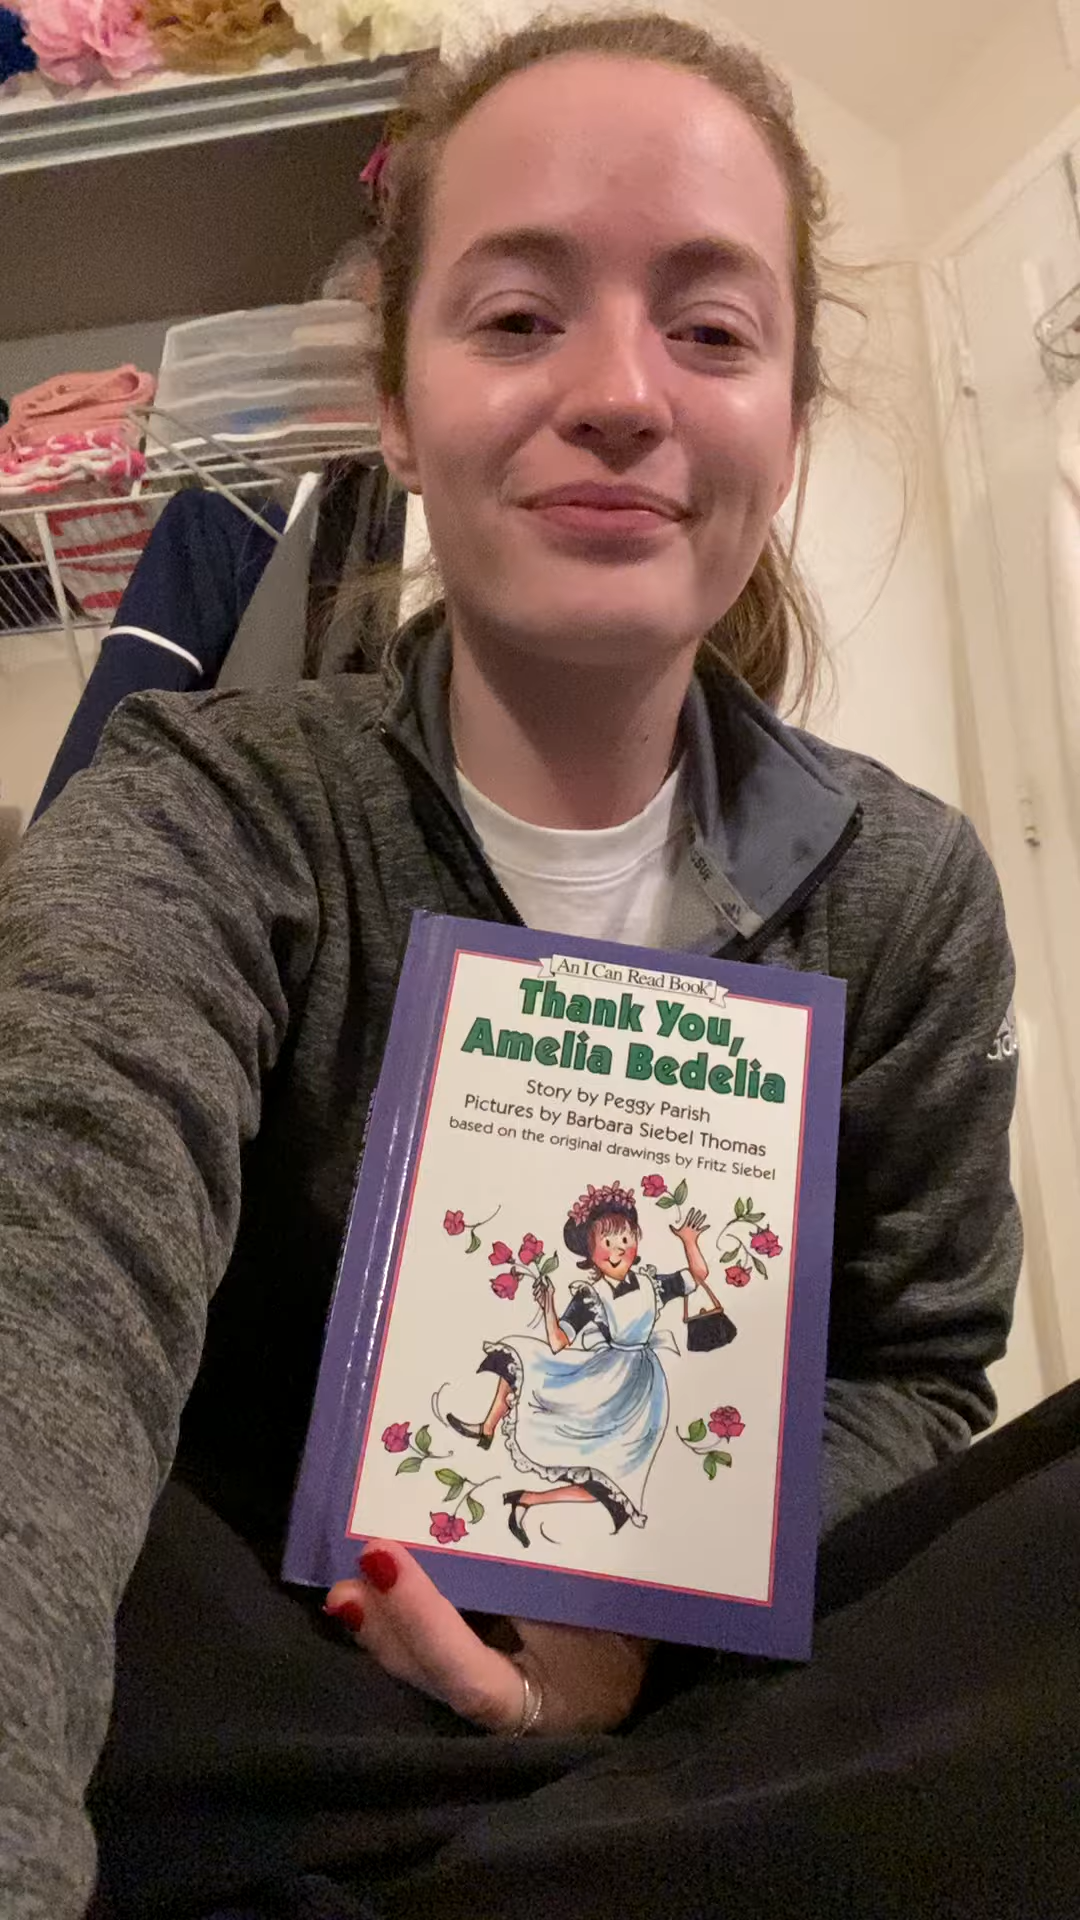 An I Can Read Book®
Thank You,
Amelia Bedelia
Story by Peggy Parish
Pictures by Barbara Siebel Thomas
based on the original drawings by Fritz Siebel